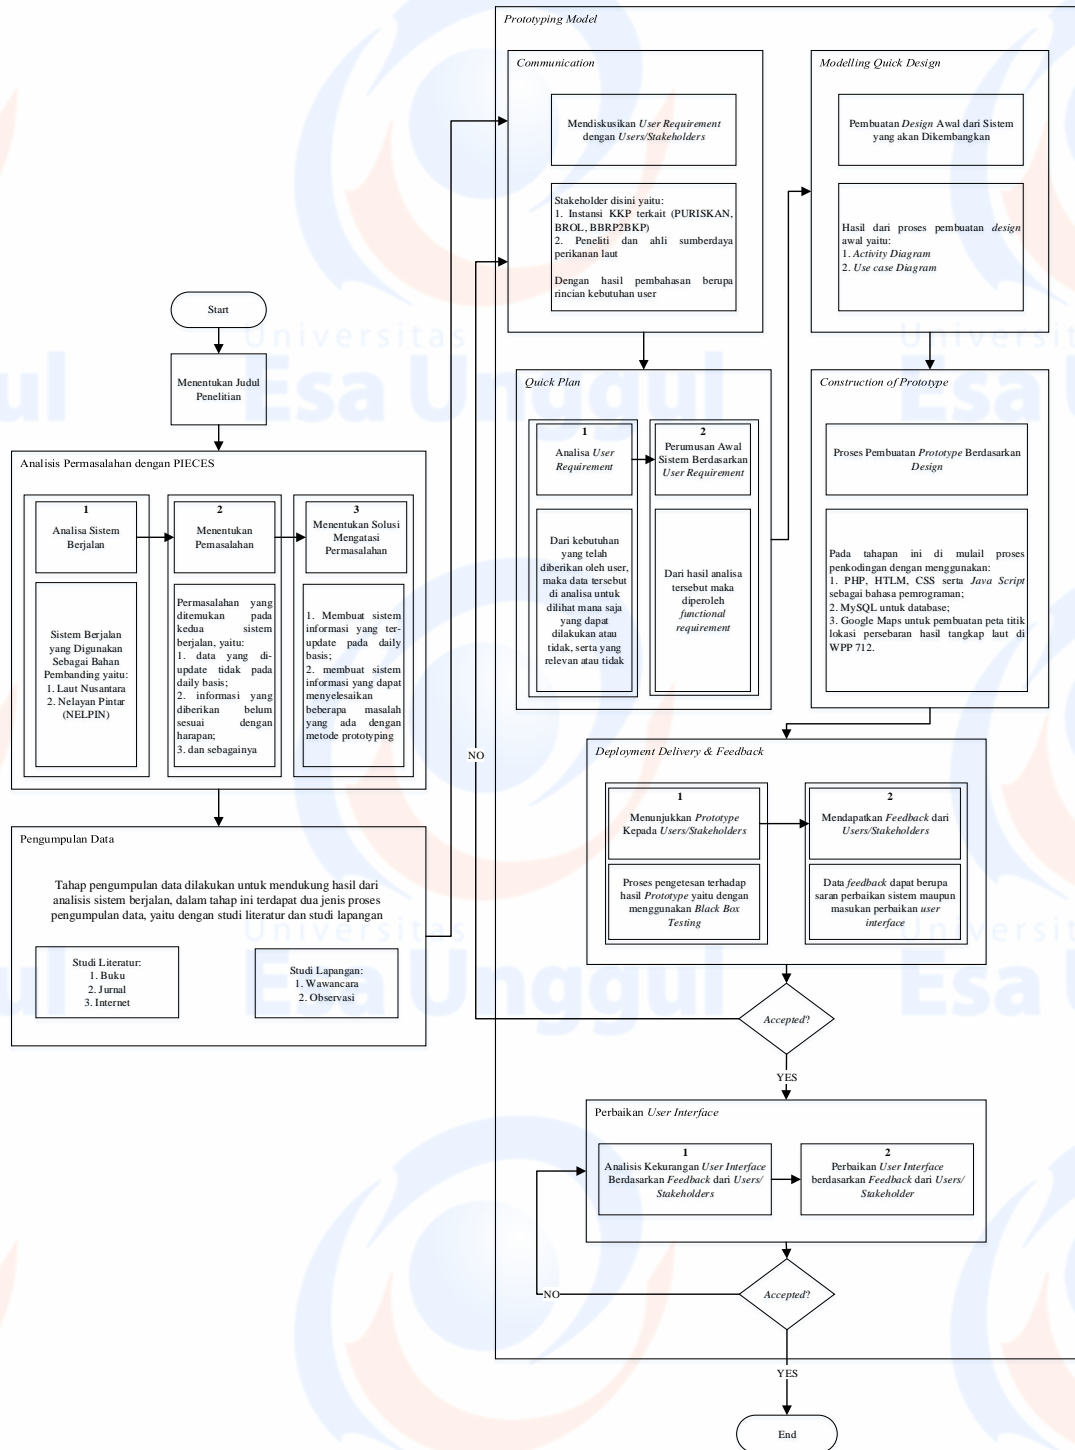 Start
Menentukan Judul
Penelitian
Analisis Permasalahan dengan PIECES
1
Analisa Sistem
Berjalan
Sistem Berjalan
yang Digunakan
Sebagai Bahan
Pembanding yaitu:
1. Laut Nusantara
2. Nelayan Pintar
(NELPIN)
2
Menentukan
Pemasalahan
Permasalahan yang
ditemukan pada
kedua sistem
berjalan, yaitu:
1. data yang di-
update tidak pada
daily basis;
2. informasi yang
diberikan belum
sesuai dengan
harapan;
3. dan sebagainya
3
Menentukan Solusi
Mengatasi
Permasalahan
1. Membuat sistem
informasi yang ter-
update pada daily
basis;
2. membuat sistem
informasi yang dapat
menyelesaikan
beberapa masalah
yang ada dengan
metode prototyping
Pengumpulan Data
Tahap pengumpulan data dilakukan untuk mendukung hasil dari
analisis sistem berjalan, dalam tahap ini terdapat dua jenis proses
pengumpulan data, yaitu dengan studi literatur dan studi lapangan
Studi Literatur:
1. Buku
2. Jurnal
3. Internet
Studi Lapangan:
1. Wawancara
2. Observasi
Prototyping Model
Communication
Mendiskusikan User Requirement
dengan Users/Stakeholders
Stakeholder disini yaitu:
1. Instansi KKP terkait (PURISKAN,
BROL, BBRP2BKP)
2. Peneliti dan ahli sumberdaya
perikanan laut
Dengan hasil pembahasan berupa
rincian kebutuhan user
Quick Plan
1
Analisa User
Requirement
Dari kebutuhan
yang telah
diberikan oleh user,
maka data tersebut
di analisa untuk
dilihat mana saja
yang dapat
dilakukan atau
tidak, serta yang
relevan atau tidak
2
Perumusan Awal
Sistem Berdasarkan
User Requirement
Dari hasil analisa
tersebut maka
diperoleh
functional
requirement
Modelling Quick Design
Pembuatan Design Awal dari Sistem
yang akan Dikembangkan
Hasil dari proses pembuatan design
awal yaitu:
1. Activity Diagram
2. Use case Diagram
Construction of Prototype
Proses Pembuatan Prototype Berdasarkan
Design
Pada tahapan ini di mulail proses
penkodingan dengan menggunakan:
1. PHP, HTLM, CSS serta Java Script
sebagai bahasa pemrograman;
2. MySQL untuk database;
3. Google Maps untuk pembuatan peta titik
lokasi persebaran hasil tangkap laut di
WPP 712.
Deployment Delivery & Feedback
1
Menunjukkan Prototype
Kepada Users/Stakeholders
Proses pengetesan terhadap
hasil Prototype yaitu dengan
menggunakan Black Box
Testing
2
Mendapatkan Feedback dari
Users/Stakeholders
Data feedback dapat berupa
saran perbaikan sistem maupun
masukan perbaikan user
interface
Accepted?
NO
YES
Perbaikan User Interface
1
Analisis Kekurangan User Interface
Berdasarkan Feedback dari Users/
Stakeholders
2
Perbaikan User Interface
berdasarkan Feedback dari Users/
Stakeholder
Accepted?
NO
YES
End
Universitas
Esa Unggul
Universitas
Esa Unggul